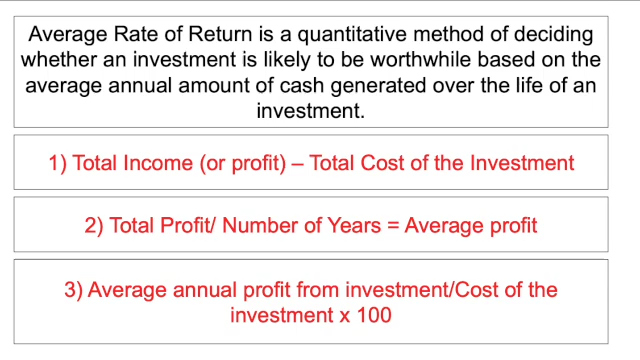 Average Rate of Return is a quantitative method of deciding
whether an investment is likely to be worthwhile based on the
average annual amount of cash generated over the life of an
investment.
1) Total Income (or profit) – Total Cost of the Investment
2) Total Profit/ Number of Years = Average profit
3) Average annual profit from investment/Cost of the
investment x 100